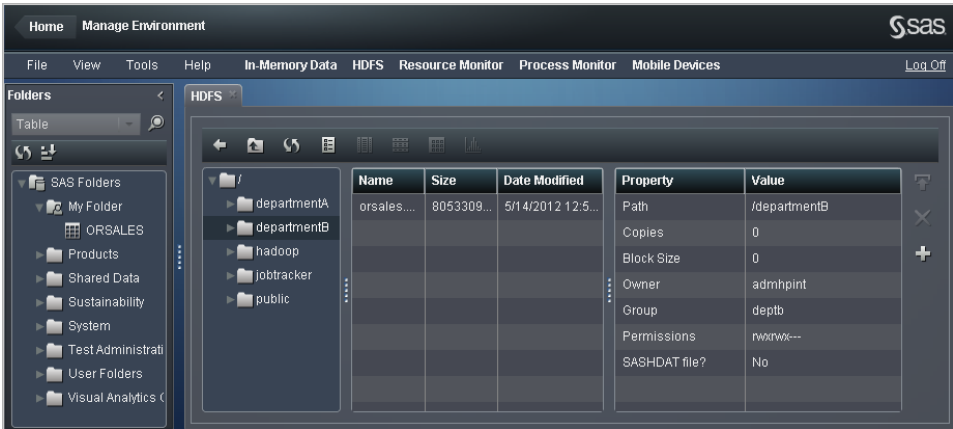 Home Manage Environment
sas
File View Tools Help In-Memory Data HDFS Resource Monitor Process Monitor Mobile Devices Log Off
Folders
HDFS
Table
SAS Folders
My Folder
ORSALES
Products
Shared Data
Sustainability
System
Test Administrati
User Folders
Visual Analytics
/
departmentA
departmentB
hadoop
jobtracker
public
Name Size Date Modified
orsales.... 8053309... 5/14/2012 12:5...
Property Value
Path /departmentB
Copies 0
Block Size 0
Owner admhpint
Group deptb
Permissions rwxrwx---
SASHDAT file? No